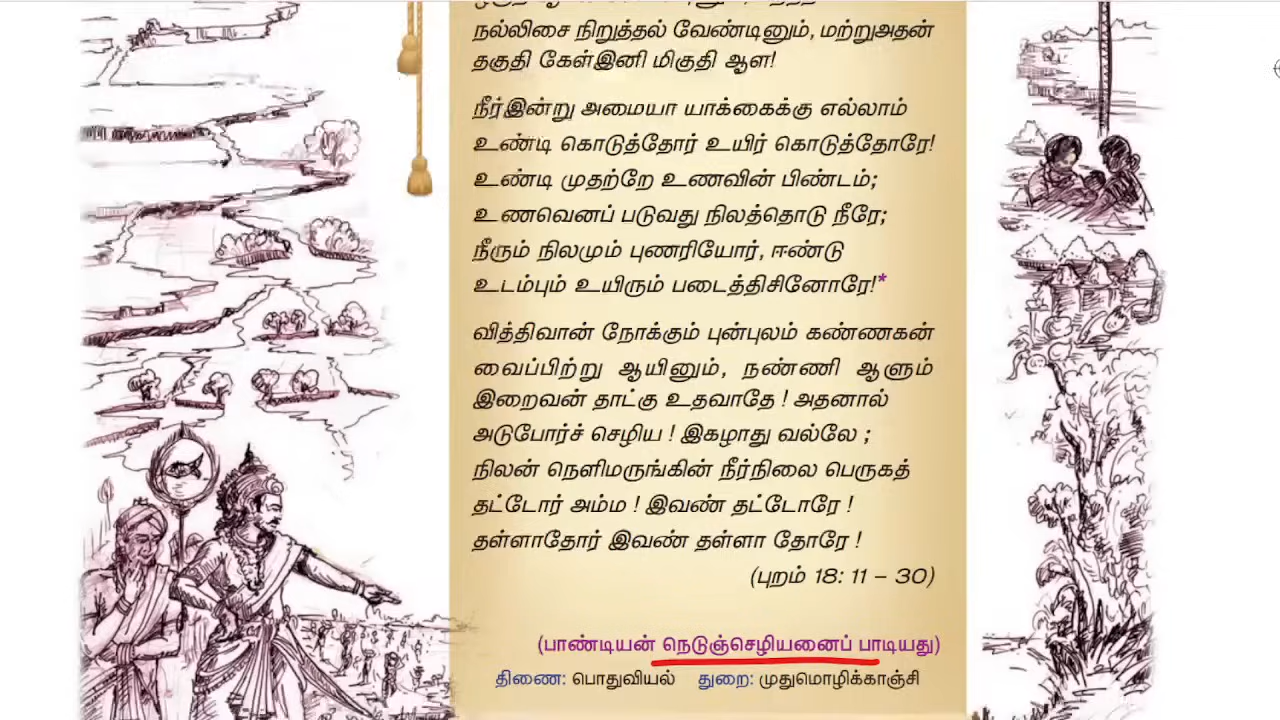 நல்லிசை நிறுத்தல் வேண்டினும், மற்றுஅதன்
தகுதி கேள்இனி மிகுதி ஆள!
நீர்இன்று அமையா யாக்கைக்கு எல்லாம்
உண்டி கொடுத்தோர் உயிர் கொடுத்தோரே!
உண்டி முதற்றே உணவின் பிண்டம்;
உணவெனப் படுவது நிலத்தொடு நீரே;
நீரும் நிலமும் புணரியோர், ஈண்டு
உடம்பும் உயிரும் படைத்திசினோரே!*
வித்திவான் நோக்கும் புன்புலம் கண்ணகன்
வைப்பிற்று ஆயினும், நண்ணி ஆளும்
இறைவன் தாட்கு உதவாதே ! அதனால்
அடுபோர்ச் செழிய ! இகழாது வல்லே ;
நிலன் நெளிமருங்கின் நீர்நிலை பெருகத்
தட்டோர் அம்ம ! இவண் தட்டோரே !
தள்ளாதோர் இவண் தள்ளா தோரே !
(புறம் 18: 11 – 30)
(பாண்டியன் நெடுஞ்செழியனைப் பாடியது)
திணை: பொதுவியல் துறை: முதுமொழிக்காஞ்சி